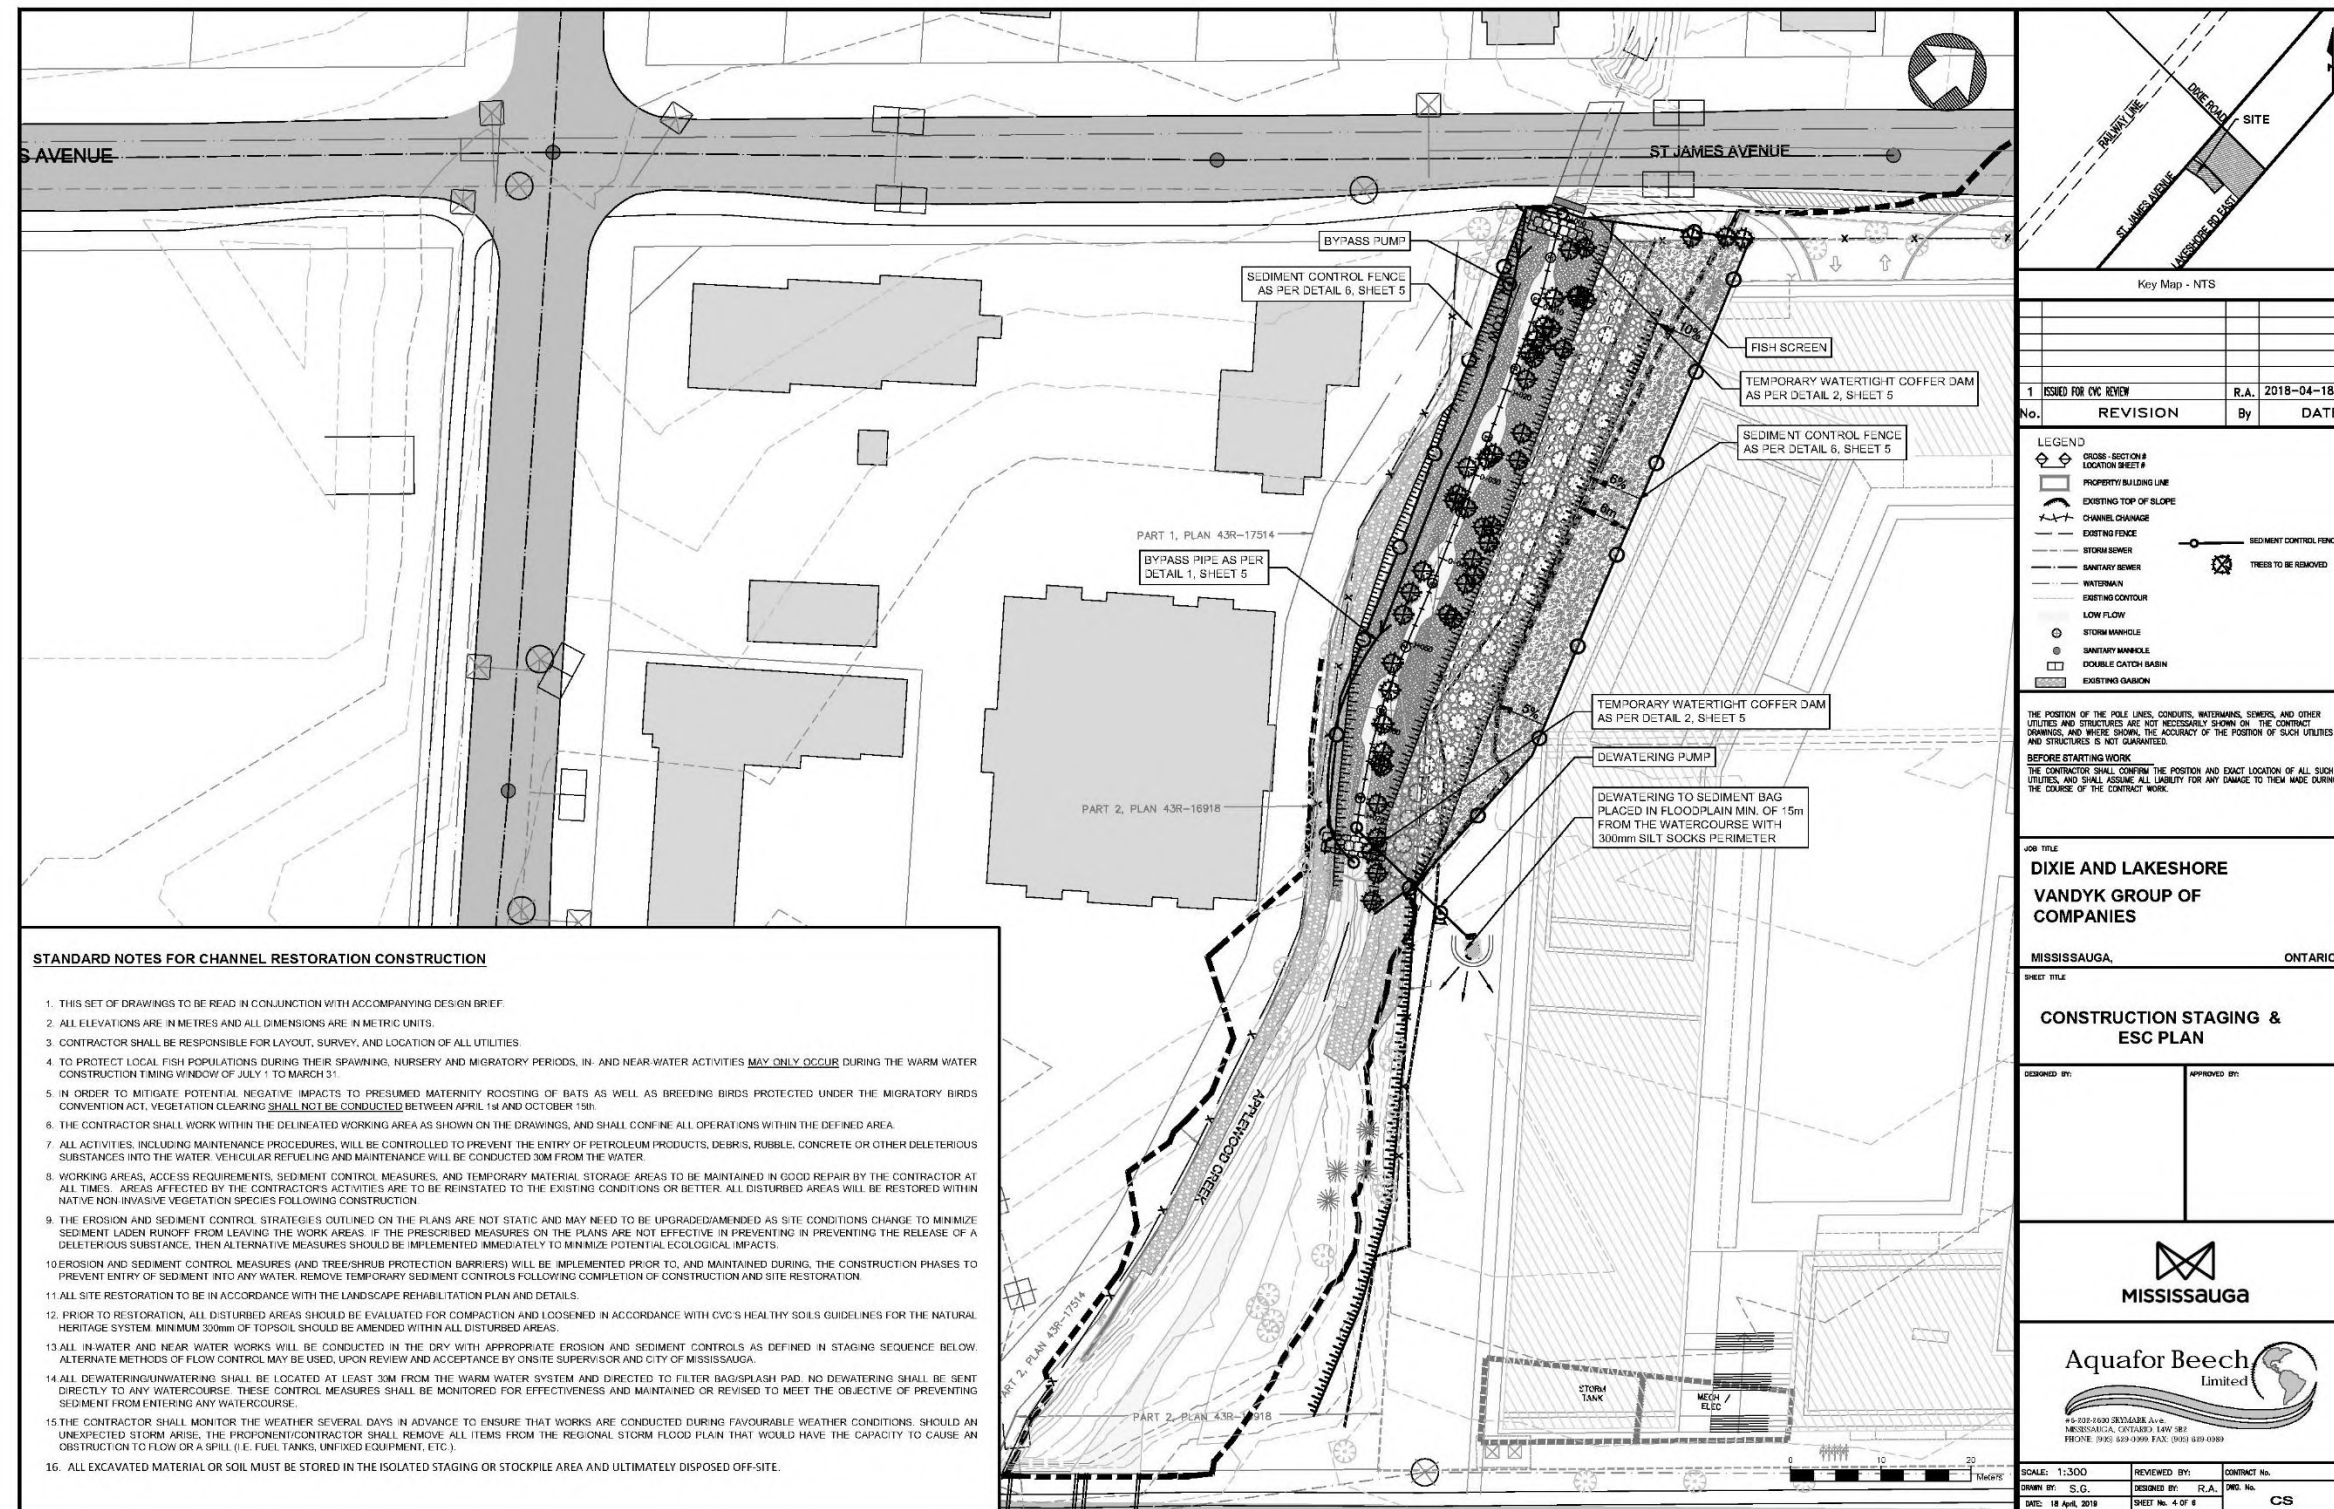 S AVENUE
ST JAMES AVENUE
BYPASS PUMP
SEDIMENT CONTROL FENCE
AS PER DETAIL 6, SHEET 5
FLOW
10%
FISH SCREEN
TEMPORARY WATERTIGHT COFFER DAM
AS PER DETAIL 2, SHEET 5
SEDIMENT CONTROL FENCE
AS PER DETAIL 6, SHEET 5
6%
6m
PART 1, PLAN 43R-17514
BYPASS PIPE AS PER
DETAIL 1, SHEET 5
5%
TEMPORARY WATERTIGHT COFFER DAM
AS PER DETAIL 2, SHEET 5
DEWATERING PUMP
DEWATERING TO SEDIMENT BAG
PLACED IN FLOODPLAIN MIN. OF 15m
FROM THE WATERCOURSE WITH
300mm SILT SOCKS PERIMETER
PART 2, PLAN 43R-16918
APPLEWOOD CREEK
PART 2, PLAN 43R-17514
PART 2, PLAN 43R-16918
STORM
TANK
MECH /
ELEC
0 10 20
Meters
STANDARD NOTES FOR CHANNEL RESTORATION CONSTRUCTION
1. THIS SET OF DRAWINGS TO BE READ IN CONJUNCTION WITH ACCOMPANYING DESIGN BRIEF.
2. ALL ELEVATIONS ARE IN METRES AND ALL DIMENSIONS ARE IN METRIC UNITS.
3. CONTRACTOR SHALL BE RESPONSIBLE FOR LAYOUT, SURVEY, AND LOCATION OF ALL UTILITIES.
4. TO PROTECT LOCAL FISH POPULATIONS DURING THEIR SPAWNING, NURSERY AND MIGRATORY PERIODS, IN- AND NEAR-WATER ACTIVITIES MAY ONLY OCCUR DURING THE WARM WATER
CONSTRUCTION TIMING WINDOW OF JULY 1 TO MARCH 31.
5. IN ORDER TO MITIGATE POTENTIAL NEGATIVE IMPACTS TO PRESUMED MATERNITY ROOSTING OF BATS AS WELL AS BREEDING BIRDS PROTECTED UNDER THE MIGRATORY BIRDS
CONVENTION ACT, VEGETATION CLEARING SHALL NOT BE CONDUCTED BETWEEN APRIL 1st AND OCTOBER 15th.
6. THE CONTRACTOR SHALL WORK WITHIN THE DELINEATED WORKING AREA AS SHOWN ON THE DRAWINGS, AND SHALL CONFINE ALL OPERATIONS WITHIN THE DEFINED AREA.
7. ALL ACTIVITIES, INCLUDING MAINTENANCE PROCEDURES, WILL BE CONTROLLED TO PREVENT THE ENTRY OF PETROLEUM PRODUCTS, DEBRIS, RUBBLE, CONCRETE OR OTHER DELETERIOUS
SUBSTANCES INTO THE WATER. VEHICULAR REFUELING AND MAINTENANCE WILL BE CONDUCTED 30M FROM THE WATER.
8. WORKING AREAS, ACCESS REQUIREMENTS, SEDIMENT CONTROL MEASURES, AND TEMPORARY MATERIAL STORAGE AREAS TO BE MAINTAINED IN GOOD REPAIR BY THE CONTRACTOR AT
ALL TIMES. AREAS AFFECTED BY THE CONTRACTOR'S ACTIVITIES ARE TO BE REINSTATED TO THE EXISTING CONDITIONS OR BETTER. ALL DISTURBED AREAS WILL BE RESTORED WITHIN
NATIVE NON-INVASIVE VEGETATION SPECIES FOLLOWING CONSTRUCTION.
9. THE EROSION AND SEDIMENT CONTROL STRATEGIES OUTLINED ON THE PLANS ARE NOT STATIC AND MAY NEED TO BE UPGRADED/AMENDED AS SITE CONDITIONS CHANGE TO MINIMIZE
SEDIMENT LADEN RUNOFF FROM LEAVING THE WORK AREAS. IF THE PRESCRIBED MEASURES ON THE PLANS ARE NOT EFFECTIVE IN PREVENTING IN PREVENTING THE RELEASE OF A
DELETERIOUS SUBSTANCE, THEN ALTERNATIVE MEASURES SHOULD BE IMPLEMENTED IMMEDIATELY TO MINIMIZE POTENTIAL ECOLOGICAL IMPACTS.
10.EROSION AND SEDIMENT CONTROL MEASURES (AND TREE/SHRUB PROTECTION BARRIERS) WILL BE IMPLEMENTED PRIOR TO, AND MAINTAINED DURING, THE CONSTRUCTION PHASES TO
PREVENT ENTRY OF SEDIMENT INTO ANY WATER. REMOVE TEMPORARY SEDIMENT CONTROLS FOLLOWING COMPLETION OF CONSTRUCTION AND SITE RESTORATION.
11.ALL SITE RESTORATION TO BE IN ACCORDANCE WITH THE LANDSCAPE REHABILITATION PLAN AND DETAILS.
12. PRIOR TO RESTORATION, ALL DISTURBED AREAS SHOULD BE EVALUATED FOR COMPACTION AND LOOSENED IN ACCORDANCE WITH CVC'S HEALTHY SOILS GUIDELINES FOR THE NATURAL
HERITAGE SYSTEM. MINIMUM 300mm OF TOPSOIL SHOULD BE AMENDED WITHIN ALL DISTURBED AREAS.
13.ALL IN-WATER AND NEAR WATER WORKS WILL BE CONDUCTED IN THE DRY WITH APPROPRIATE EROSION AND SEDIMENT CONTROLS AS DEFINED IN STAGING SEQUENCE BELOW.
ALTERNATE METHODS OF FLOW CONTROL MAY BE USED, UPON REVIEW AND ACCEPTANCE BY ONSITE SUPERVISOR AND CITY OF MISSISSAUGA.
14.ALL DEWATERING/UNWATERING SHALL BE LOCATED AT LEAST 30M FROM THE WARM WATER SYSTEM AND DIRECTED TO FILTER BAG/SPLASH PAD. NO DEWATERING SHALL BE SENT
DIRECTLY TO ANY WATERCOURSE. THESE CONTROL MEASURES SHALL BE MONITORED FOR EFFECTIVENESS AND MAINTAINED OR REVISED TO MEET THE OBJECTIVE OF PREVENTING
SEDIMENT FROM ENTERING ANY WATERCOURSE.
15.THE CONTRACTOR SHALL MONITOR THE WEATHER SEVERAL DAYS IN ADVANCE TO ENSURE THAT WORKS ARE CONDUCTED DURING FAVOURABLE WEATHER CONDITIONS. SHOULD AN
UNEXPECTED STORM ARISE, THE PROPONENT/CONTRACTOR SHALL REMOVE ALL ITEMS FROM THE REGIONAL STORM FLOOD PLAIN THAT WOULD HAVE THE CAPACITY TO CAUSE AN
OBSTRUCTION TO FLOW OR A SPILL (I.E. FUEL TANKS, UNFIXED EQUIPMENT, ETC.).
16. ALL EXCAVATED MATERIAL OR SOIL MUST BE STORED IN THE ISOLATED STAGING OR STOCKPILE AREA AND ULTIMATELY DISPOSED OFF-SITE.
RAILWAY LINE
DIXIE ROAD
SITE
ST. JAMES AVENUE
LAKESHORE RD EAST
Key Map - NTS
1 ISSUED FOR CVC REVIEW R.A. 2018-04-18
No. REVISION By DATE
LEGEND
CROSS - SECTION #
LOCATION SHEET #
PROPERTY/ BUILDING LINE
EXISTING TOP OF SLOPE
CHANNEL CHAINAGE
EXISTING FENCE
STORM SEWER
SANITARY SEWER
WATERMAIN
EXISTING CONTOUR
LOW FLOW
STORM MANHOLE
SANITARY MANHOLE
DOUBLE CATCH BASIN
EXISTING GABION
SEDIMENT CONTROL FENC
TREES TO BE REMOVED
THE POSITION OF THE POLE LINES, CONDUITS, WATERMAINS, SEWERS, AND OTHER
UTILITIES AND STRUCTURES ARE NOT NECESSARILY SHOWN ON THE CONTRACT
DRAWINGS, AND WHERE SHOWN, THE ACCURACY OF THE POSITION OF SUCH UTILITIES
AND STRUCTURES IS NOT GUARANTEED.
BEFORE STARTING WORK
THE CONTRACTOR SHALL CONFIRM THE POSITION AND EXACT LOCATION OF ALL SUCH
UTILITIES, AND SHALL ASSUME ALL LIABILITY FOR ANY DAMAGE TO THEM MADE DURIN
THE COURSE OF THE CONTRACT WORK.
JOB TITLE
DIXIE AND LAKESHORE
VANDYK GROUP OF
COMPANIES
MISSISSAUGA, ONTARIO
SHEET TITLE
CONSTRUCTION STAGING &
ESC PLAN
DESIGNED BY: APPROVED BY:
MISSISSAUGA
Aquafor Beech
Limited
#6-202-2600 SKYMARK Ave,
MISSISSAUGA, ONTARIO, L4W 5B2
PHONE: (905) 629-0099, FAX: (905) 629-0089
SCALE: 1:300 REVIEWED BY: CONTRACT No.
DRAWN BY: S.G. DESIGNED BY: R.A. DWG. No.
DATE: 18 April, 2018 SHEET No. 4 OF 6 CS